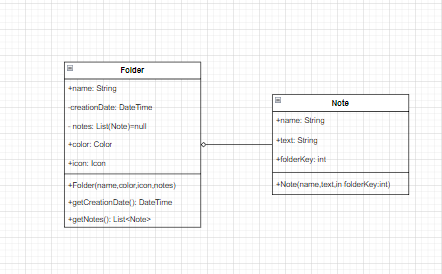 Folder
+name: String
-creationDate: DateTime
- notes: List(Note)=null
+color: Color
+icon: Icon
+Folder(name,color,icon,notes)
+getCreationDate(): DateTime
+getNotes(): List<Note>
Note
+name: String
+text: String
+folderKey: int
+Note(name,text,in folderKey:int)